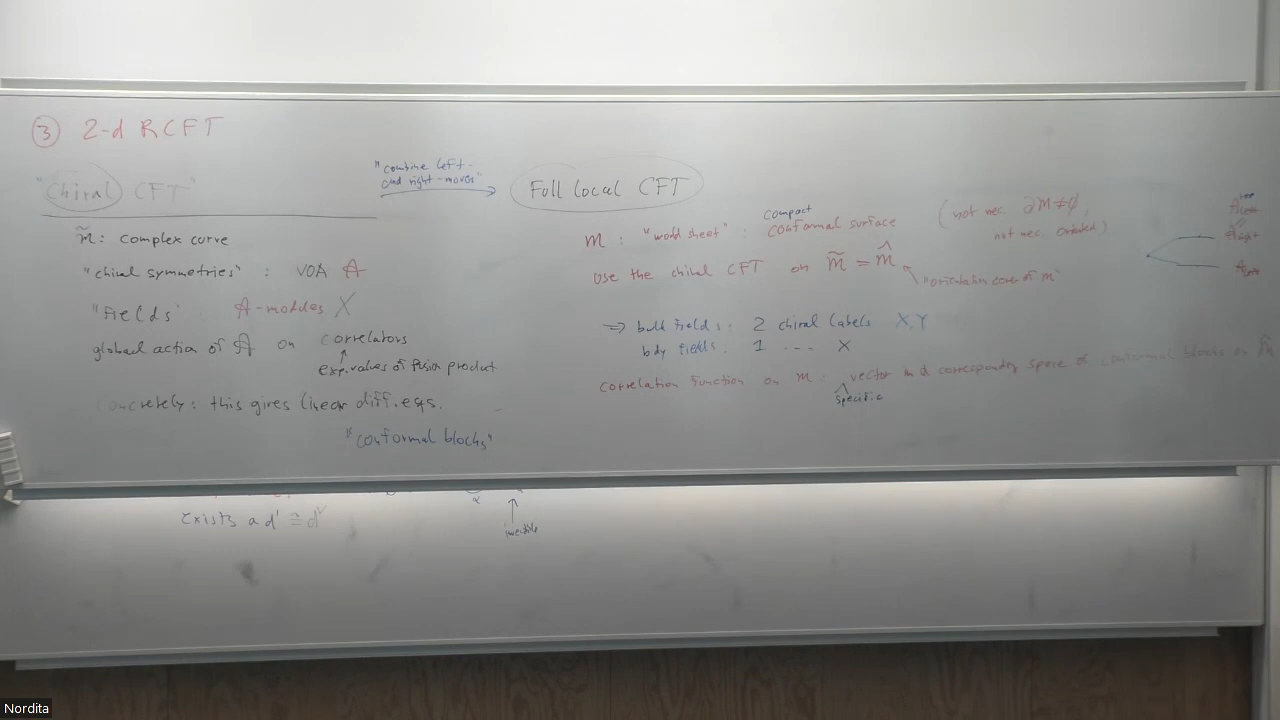 ③ 2-d RCFT
"Chiral CFT"
"combine left-
and right-moves"
Full local CFT
M̃: complex curve
"chiral symmetries" : VOA A
"fields" A-modules X
global action of A on correlators
exp. values of fusion product
concretely: this gives linear diff. eqs.
"conformal blocks"
M : "world sheet" : compact conformal surface (not nec. ∂M≠∅,
not nec. oriented)
Use the chiral CFT on M̃ = M̂
"orientation cover of M"
⇒ bulk fields: 2 chiral labels X,Y
bdy fields: 1 --- X
correlation function on M: vector in d corresponding space of conformal blocks on M̂
specific
exists a d' ≅ d^∨
α
invertible
Nordita